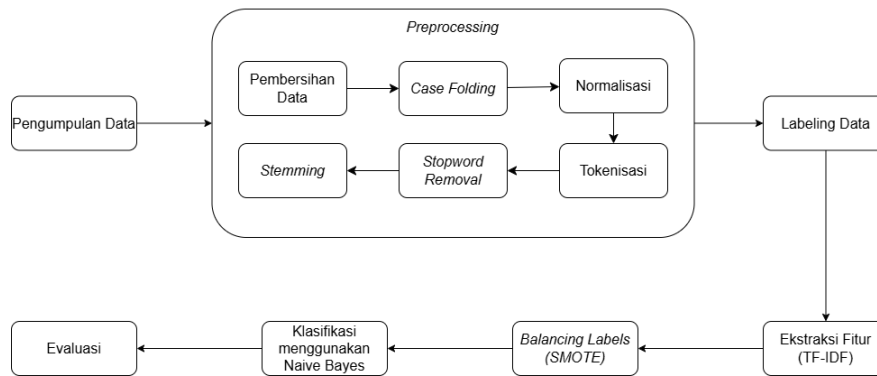 Preprocessing
Pengumpulan Data
Pembersihan
Data
Case Folding
Normalisasi
Tokenisasi
Stopword
Removal
Stemming
Labeling Data
Ekstraksi Fitur
(TF-IDF)
Balancing Labels
(SMOTE)
Klasifikasi
menggunakan
Naive Bayes
Evaluasi